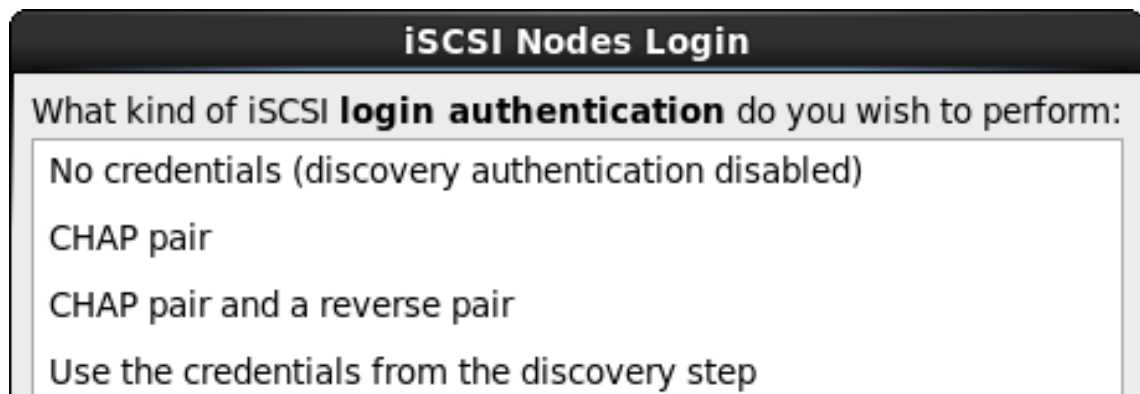 iSCSI Nodes Login
What kind of iSCSI login authentication do you wish to perform:
No credentials (discovery authentication disabled)
CHAP pair
CHAP pair and a reverse pair
Use the credentials from the discovery step